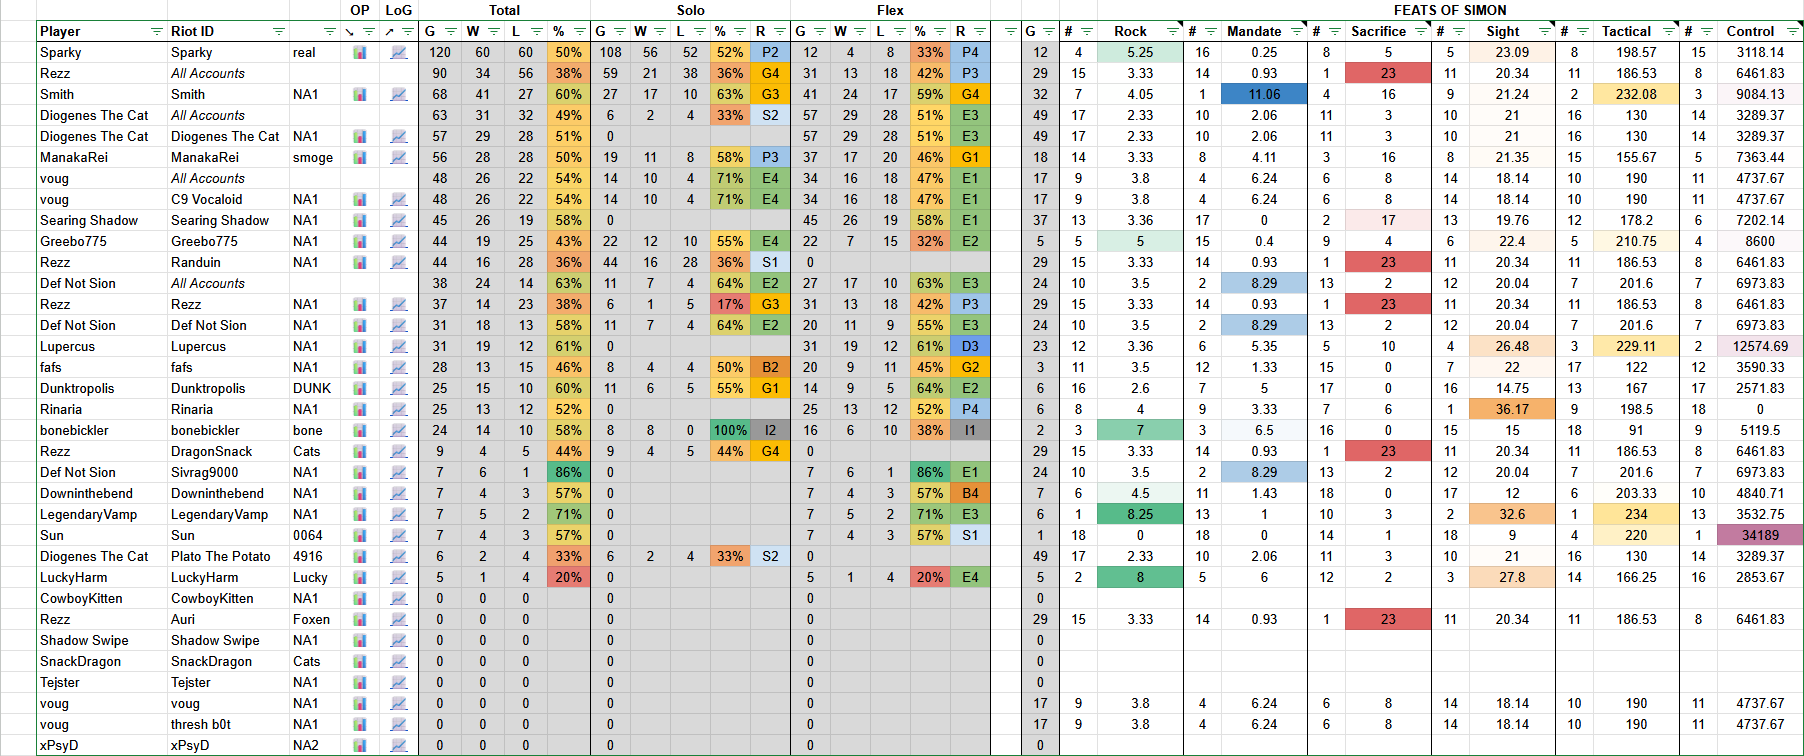 OP LoG Total Solo Flex FEATS OF SIMON
Player Riot ID ↘ ↗ G W L % G W L % R G W L % R G # Rock # Mandate # Sacrifice # Sight # Tactical # Control
Sparky Sparky real 120 60 60 50% 108 56 52 52% P2 12 4 8 33% P4 12 4 5.25 16 0.25 8 5 5 23.09 8 198.57 15 3118.14
Rezz All Accounts 90 34 56 38% 59 21 38 36% G4 31 13 18 42% P3 29 15 3.33 14 0.93 1 23 11 20.34 11 186.53 8 6461.83
Smith Smith NA1 68 41 27 60% 27 17 10 63% G3 41 24 17 59% G4 32 7 4.05 1 11.06 4 16 9 21.24 2 232.08 3 9084.13
Diogenes The Cat All Accounts 63 31 32 49% 6 2 4 33% S2 57 29 28 51% E3 49 17 2.33 10 2.06 11 3 10 21 16 130 14 3289.37
Diogenes The Cat Diogenes The Cat NA1 57 29 28 51% 0 57 29 28 51% E3 49 17 2.33 10 2.06 11 3 10 21 16 130 14 3289.37
ManakaRei ManakaRei smoge 56 28 28 50% 19 11 8 58% P3 37 17 20 46% G1 18 14 3.33 8 4.11 3 16 8 21.35 15 155.67 5 7363.44
voug All Accounts 48 26 22 54% 14 10 4 71% E4 34 16 18 47% E1 17 9 3.8 4 6.24 6 8 14 18.14 10 190 11 4737.67
voug C9 Vocaloid NA1 48 26 22 54% 14 10 4 71% E4 34 16 18 47% E1 17 9 3.8 4 6.24 6 8 14 18.14 10 190 11 4737.67
Searing Shadow Searing Shadow NA1 45 26 19 58% 0 45 26 19 58% E1 37 13 3.36 17 0 2 17 13 19.76 12 178.2 6 7202.14
Greebo775 Greebo775 NA1 44 19 25 43% 22 12 10 55% E4 22 7 15 32% E2 5 5 5 15 0.4 9 4 6 22.4 5 210.75 4 8600
Rezz Randuin NA1 44 16 28 36% 44 16 28 36% S1 0 29 15 3.33 14 0.93 1 23 11 20.34 11 186.53 8 6461.83
Def Not Sion All Accounts 38 24 14 63% 11 7 4 64% E2 27 17 10 63% E3 24 10 3.5 2 8.29 13 2 12 20.04 7 201.6 7 6973.83
Rezz Rezz NA1 37 14 23 38% 6 1 5 17% G3 31 13 18 42% P3 29 15 3.33 14 0.93 1 23 11 20.34 11 186.53 8 6461.83
Def Not Sion Def Not Sion NA1 31 18 13 58% 11 7 4 64% E2 20 11 9 55% E3 24 10 3.5 2 8.29 13 2 12 20.04 7 201.6 7 6973.83
Lupercus Lupercus NA1 31 19 12 61% 0 31 19 12 61% D3 23 12 3.36 6 5.35 5 10 4 26.48 3 229.11 2 12574.69
fafs fafs NA1 28 13 15 46% 8 4 4 50% B2 20 9 11 45% G2 3 11 3.5 12 1.33 15 0 7 22 17 122 12 3590.33
Dunktropolis Dunktropolis DUNK 25 15 10 60% 11 6 5 55% G1 14 9 5 64% E2 6 16 2.6 7 5 17 0 16 14.75 13 167 17 2571.83
Rinaria Rinaria NA1 25 13 12 52% 0 25 13 12 52% P4 6 8 4 9 3.33 7 6 1 36.17 9 198.5 18 0
bonebickler bonebickler bone 24 14 10 58% 8 8 0 100% I2 16 6 10 38% I1 2 3 7 3 6.5 16 0 15 15 18 91 9 5119.5
Rezz DragonSnack Cats 9 4 5 44% 9 4 5 44% G4 0 29 15 3.33 14 0.93 1 23 11 20.34 11 186.53 8 6461.83
Def Not Sion Sivrag9000 NA1 7 6 1 86% 0 7 6 1 86% E1 24 10 3.5 2 8.29 13 2 12 20.04 7 201.6 7 6973.83
Downinthebend Downinthebend NA1 7 4 3 57% 0 7 4 3 57% B4 7 6 4.5 11 1.43 18 0 17 12 6 203.33 10 4840.71
LegendaryVamp LegendaryVamp NA1 7 5 2 71% 0 7 5 2 71% E3 6 1 8.25 13 1 10 3 2 32.6 1 234 13 3532.75
Sun Sun 0064 7 4 3 57% 0 7 4 3 57% S1 1 18 0 18 0 14 1 18 9 4 220 1 34189
Diogenes The Cat Plato The Potato 4916 6 2 4 33% 6 2 4 33% S2 0 49 17 2.33 10 2.06 11 3 10 21 16 130 14 3289.37
LuckyHarm LuckyHarm Lucky 5 1 4 20% 0 5 1 4 20% E4 5 2 8 5 6 12 2 3 27.8 14 166.25 16 2853.67
CowboyKitten CowboyKitten NA1 0 0 0 0 0 0
Rezz Auri Foxen 0 0 0 0 0 29 15 3.33 14 0.93 1 23 11 20.34 11 186.53 8 6461.83
Shadow Swipe Shadow Swipe NA1 0 0 0 0 0 0
SnackDragon SnackDragon Cats 0 0 0 0 0 0
Tejster Tejster NA1 0 0 0 0 0 0
voug voug NA1 0 0 0 0 0 17 9 3.8 4 6.24 6 8 14 18.14 10 190 11 4737.67
voug thresh b0t NA1 0 0 0 0 0 17 9 3.8 4 6.24 6 8 14 18.14 10 190 11 4737.67
xPsyD xPsyD NA2 0 0 0 0 0 0